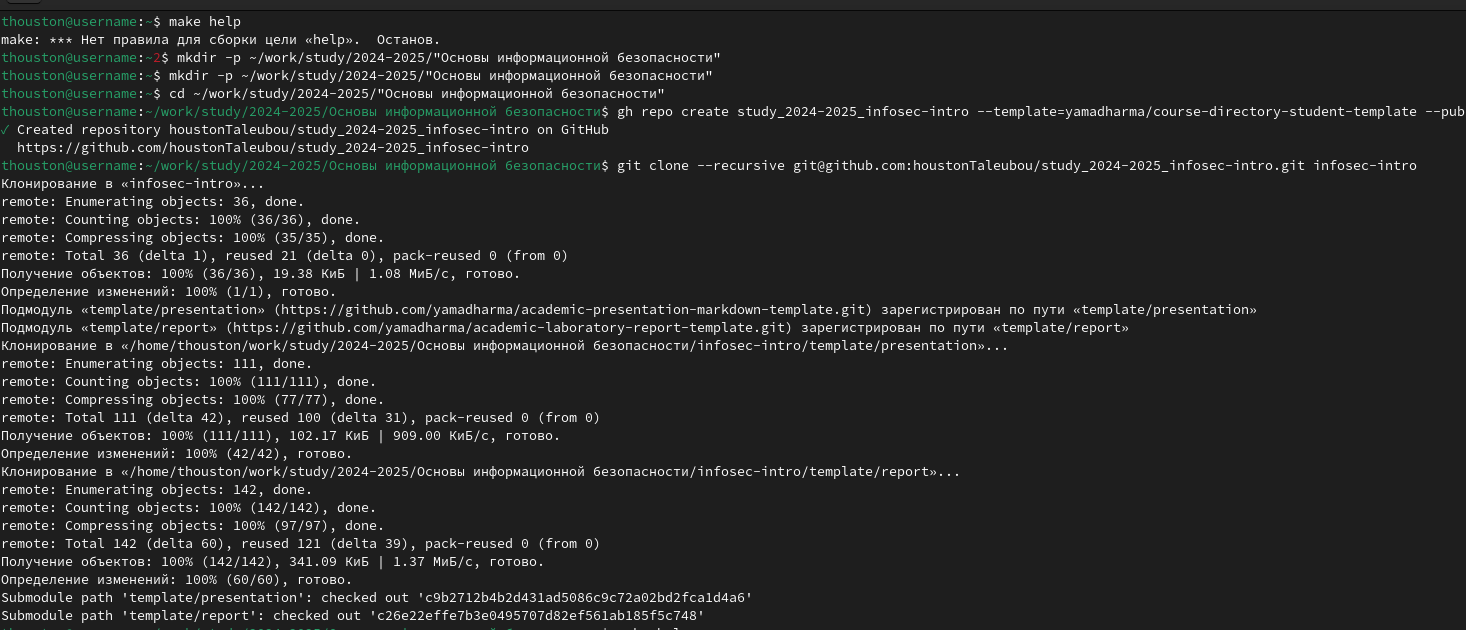 thouston@username:~$ make help
make: *** Нет правила для сборки цели «help».  Останов.
thouston@username:~2$ mkdir -p ~/work/study/2024-2025/"Основы информационной безопасности"
thouston@username:~$ mkdir -p ~/work/study/2024-2025/"Основы информационной безопасности"
thouston@username:~$ cd ~/work/study/2024-2025/"Основы информационной безопасности"
thouston@username:~/work/study/2024-2025/Основы информационной безопасности$ gh repo create study_2024-2025_infosec-intro --template=yamadharma/course-directory-student-template --pub
✓ Created repository houstonTaleubou/study_2024-2025_infosec-intro on GitHub
  https://github.com/houstonTaleubou/study_2024-2025_infosec-intro
thouston@username:~/work/study/2024-2025/Основы информационной безопасности$ git clone --recursive git@github.com:houstonTaleubou/study_2024-2025_infosec-intro.git infosec-intro
Клонирование в «infosec-intro»...
remote: Enumerating objects: 36, done.
remote: Counting objects: 100% (36/36), done.
remote: Compressing objects: 100% (35/35), done.
remote: Total 36 (delta 1), reused 21 (delta 0), pack-reused 0 (from 0)
Получение объектов: 100% (36/36), 19.38 КиБ | 1.08 МиБ/с, готово.
Определение изменений: 100% (1/1), готово.
Подмодуль «template/presentation» (https://github.com/yamadharma/academic-presentation-markdown-template.git) зарегистрирован по пути «template/presentation»
Подмодуль «template/report» (https://github.com/yamadharma/academic-laboratory-report-template.git) зарегистрирован по пути «template/report»
Клонирование в «/home/thouston/work/study/2024-2025/Основы информационной безопасности/infosec-intro/template/presentation»...
remote: Enumerating objects: 111, done.
remote: Counting objects: 100% (111/111), done.
remote: Compressing objects: 100% (77/77), done.
remote: Total 111 (delta 42), reused 100 (delta 31), pack-reused 0 (from 0)
Получение объектов: 100% (111/111), 102.17 КиБ | 909.00 КиБ/с, готово.
Определение изменений: 100% (42/42), готово.
Клонирование в «/home/thouston/work/study/2024-2025/Основы информационной безопасности/infosec-intro/template/report»...
remote: Enumerating objects: 142, done.
remote: Counting objects: 100% (142/142), done.
remote: Compressing objects: 100% (97/97), done.
remote: Total 142 (delta 60), reused 121 (delta 39), pack-reused 0 (from 0)
Получение объектов: 100% (142/142), 341.09 КиБ | 1.37 МиБ/с, готово.
Определение изменений: 100% (60/60), готово.
Submodule path 'template/presentation': checked out 'c9b2712b4b2d431ad5086c9c72a02bd2fca1d4a6'
Submodule path 'template/report': checked out 'c26e22effe7b3e0495707d82ef561ab185f5c748'